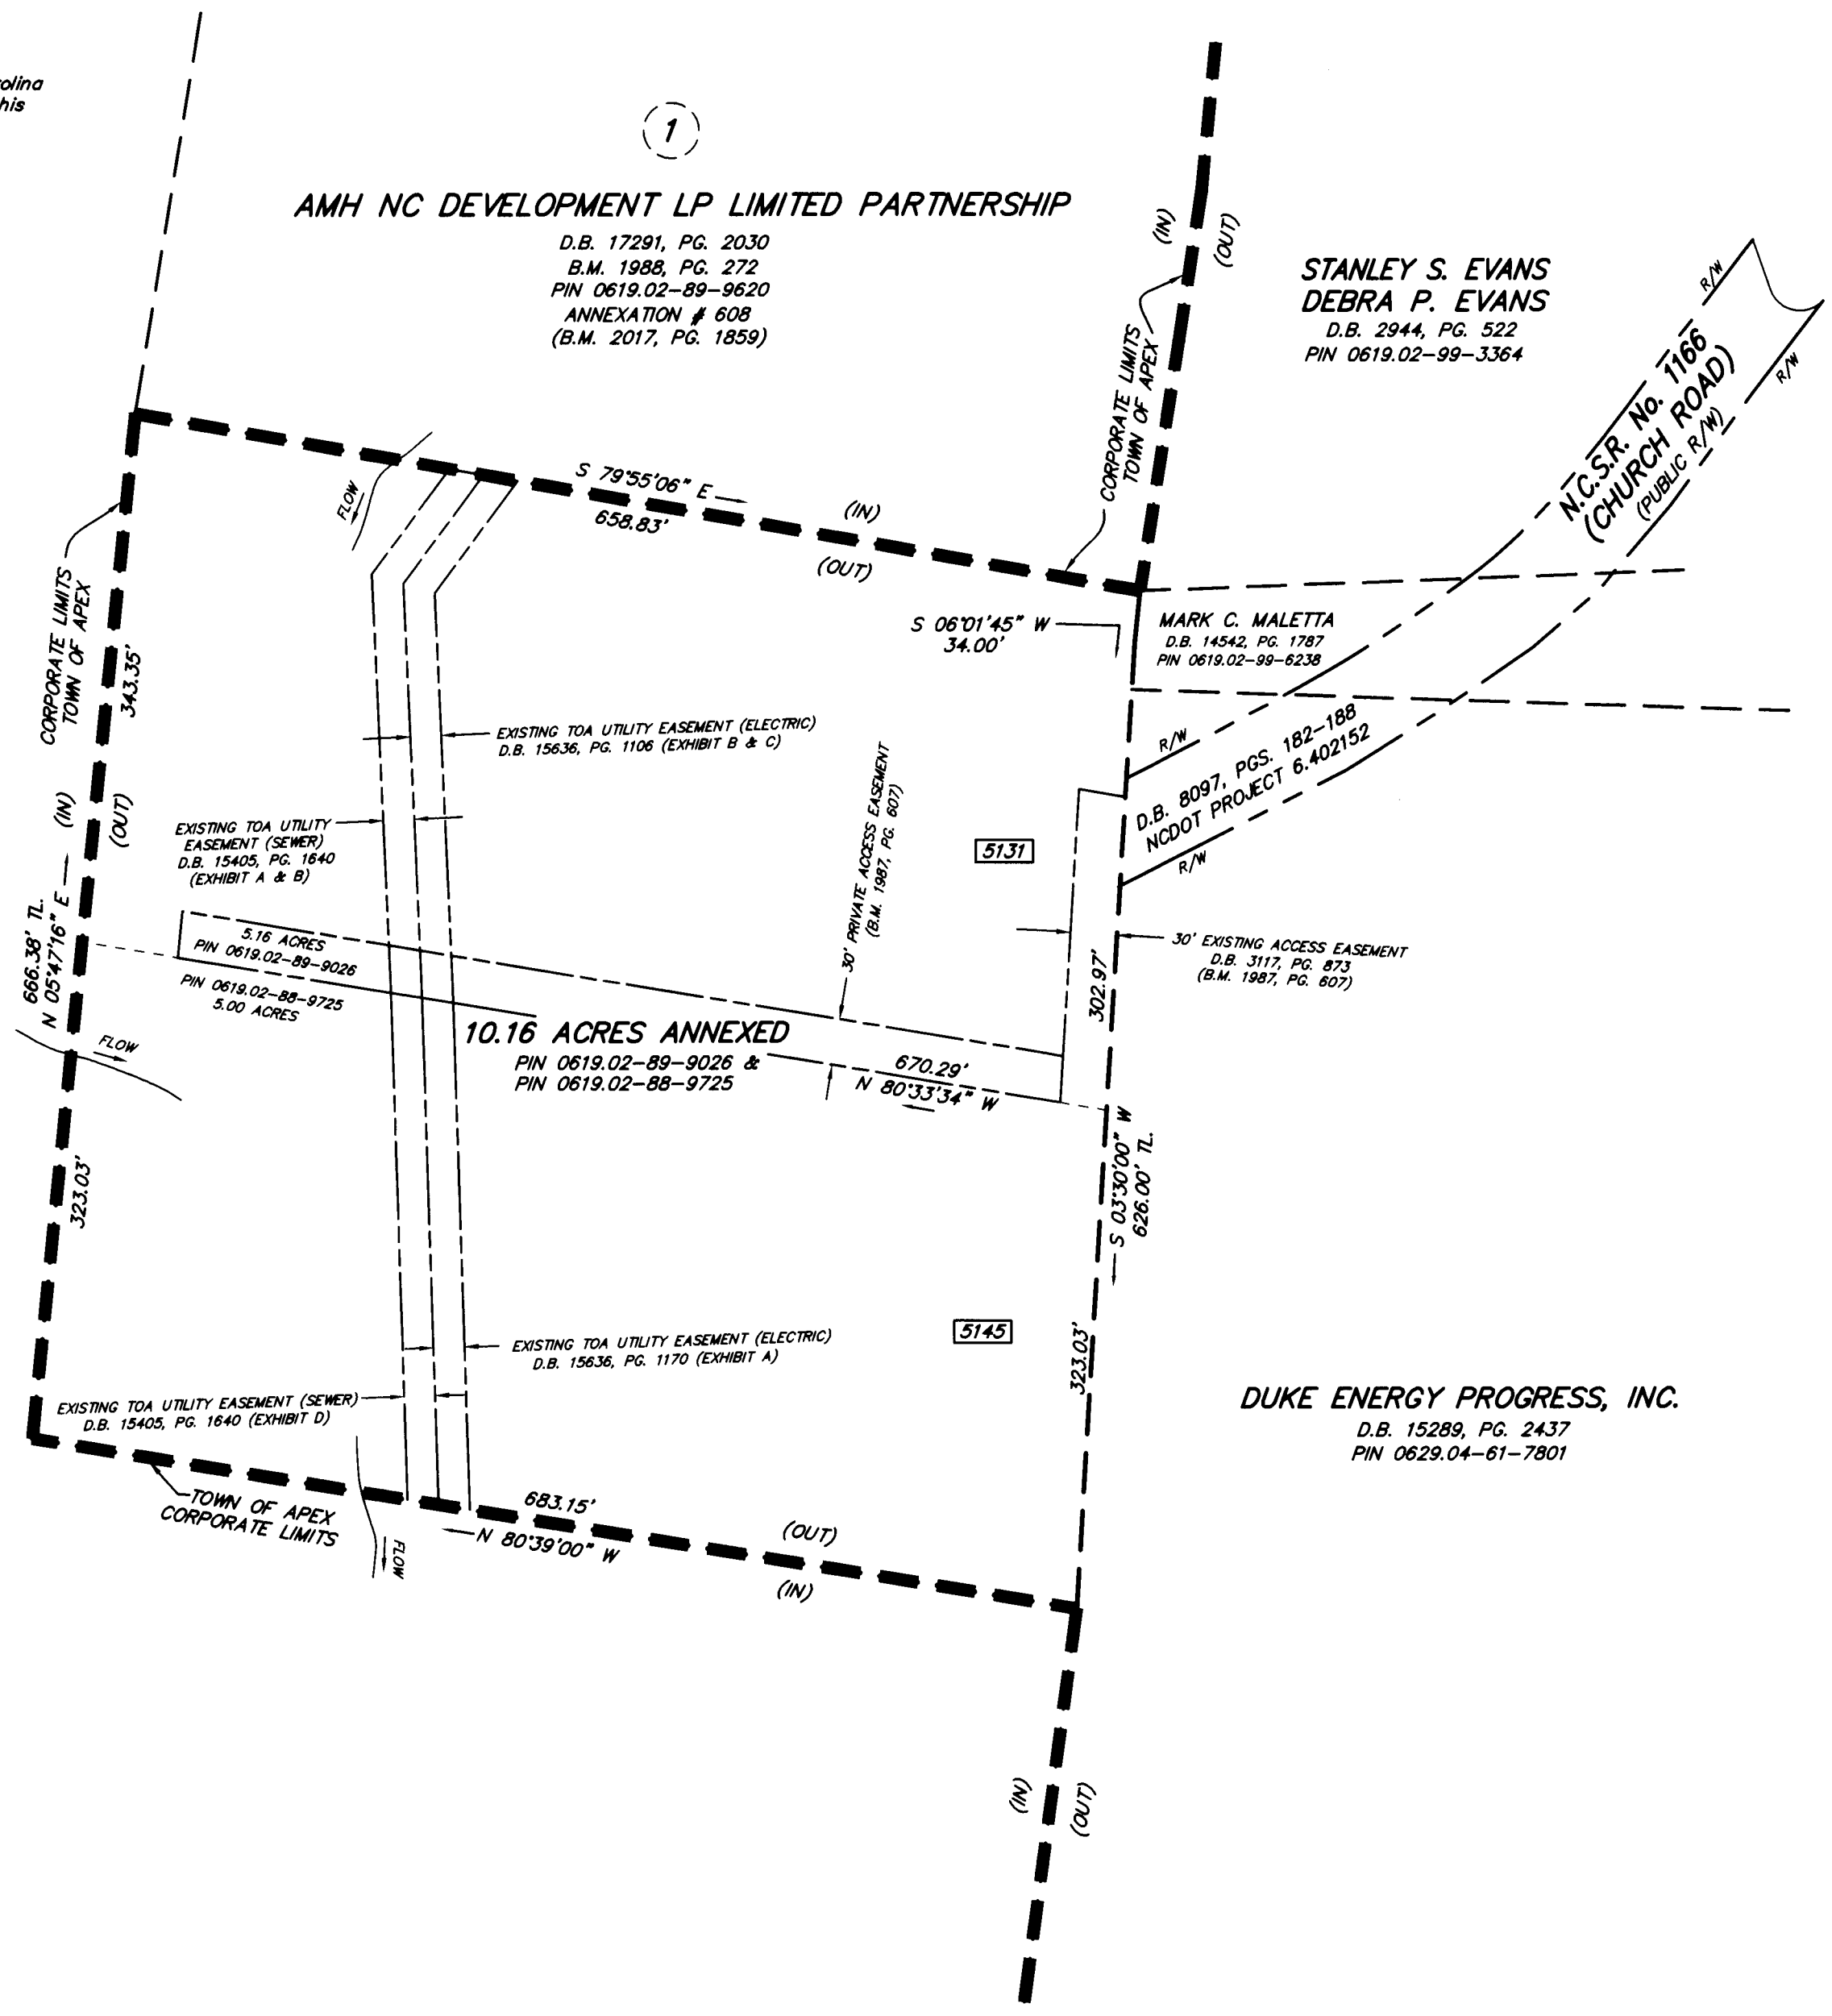 olina
his
1
AMH NC DEVELOPMENT LP LIMITED PARTNERSHIP
D.B. 17291, PG. 2030
B.M. 1988, PG. 272
PIN 0619.02-89-9620
ANNEXATION # 608
(B.M. 2017, PG. 1859)
(IN)
(OUT)
CORPORATE LIMITS
TOWN OF APEX
STANLEY S. EVANS
DEBRA P. EVANS
D.B. 2944, PG. 522
PIN 0619.02-99-3364
R/W
R/W
N.C.S.R. No. 1166
(CHURCH ROAD)
(PUBLIC R/W)
FLOW
S 79°55'06" E
658.83'
(IN)
(OUT)
S 06°01'45" W
34.00'
MARK C. MALETTA
D.B. 14542, PG. 1787
PIN 0619.02-99-6238
CORPORATE LIMITS
TOWN OF APEX
343.35'
(IN)
(OUT)
EXISTING TOA UTILITY EASEMENT (ELECTRIC)
D.B. 15636, PG. 1106 (EXHIBIT B & C)
R/W
D.B. 8097, PGS. 182-188
NCDOT PROJECT 6.402152
R/W
EXISTING TOA UTILITY
EASEMENT (SEWER)
D.B. 15405, PG. 1640
(EXHIBIT A & B)
30' PRIVATE ACCESS EASEMENT
(B.M. 1987, PG. 607)
5131
666.38' TL.
N 05°47'16" E
5.16 ACRES
PIN 0619.02-89-9026
PIN 0619.02-88-9725
5.00 ACRES
30' EXISTING ACCESS EASEMENT
D.B. 3117, PG. 873
(B.M. 1987, PG. 607)
302.97'
FLOW
10.16 ACRES ANNEXED
PIN 0619.02-89-9026 &
PIN 0619.02-88-9725
670.29'
N 80°33'34" W
S 03°30'00" W
626.00' TL.
323.03'
EXISTING TOA UTILITY EASEMENT (ELECTRIC)
D.B. 15636, PG. 1170 (EXHIBIT A)
5145
323.03'
EXISTING TOA UTILITY EASEMENT (SEWER)
D.B. 15405, PG. 1640 (EXHIBIT D)
DUKE ENERGY PROGRESS, INC.
D.B. 15289, PG. 2437
PIN 0629.04-61-7801
TOWN OF APEX
CORPORATE LIMITS
FLOW
683.15'
N 80°39'00" W
(OUT)
(IN)
(IN)
(OUT)